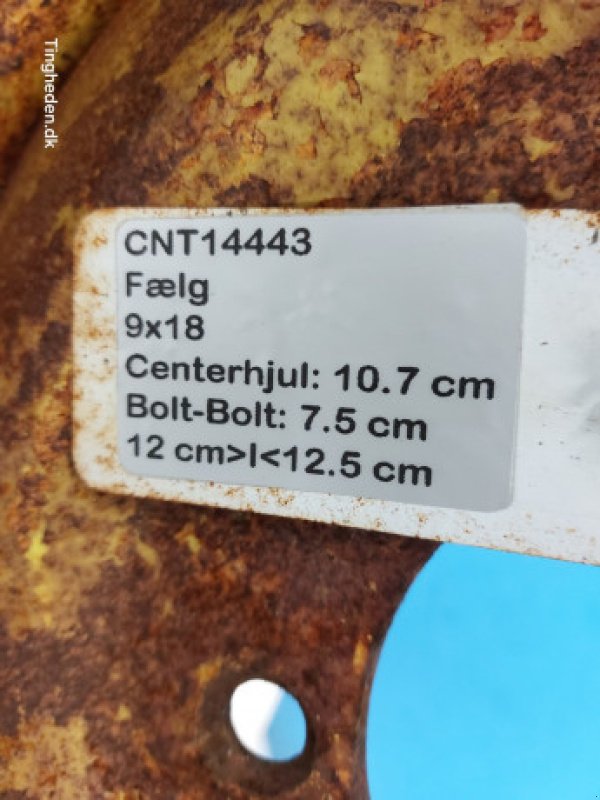 Tingheden.dk
CNT14443
Fælg
9x18
Centerhjul: 10.7 cm
Bolt-Bolt: 7.5 cm
12 cm>I<12.5 cm